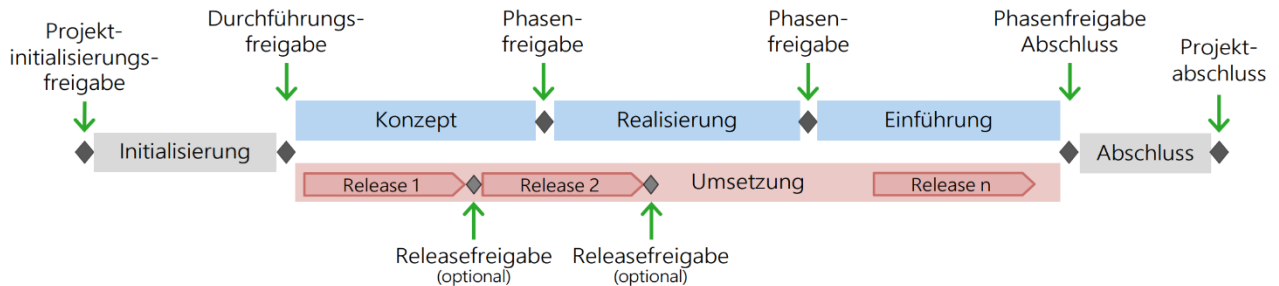 Projekt-
initialisierungs-
freigabe
Durchführungs-
freigabe
Phasen-
freigabe
Phasen-
freigabe
Phasenfreigabe
Abschluss
Projekt-
abschluss
Initialisierung
Konzept
Realisierung
Einführung
Abschluss
Release 1
Release 2
Umsetzung
Release n
Releasefreigabe
(optional)
Releasefreigabe
(optional)